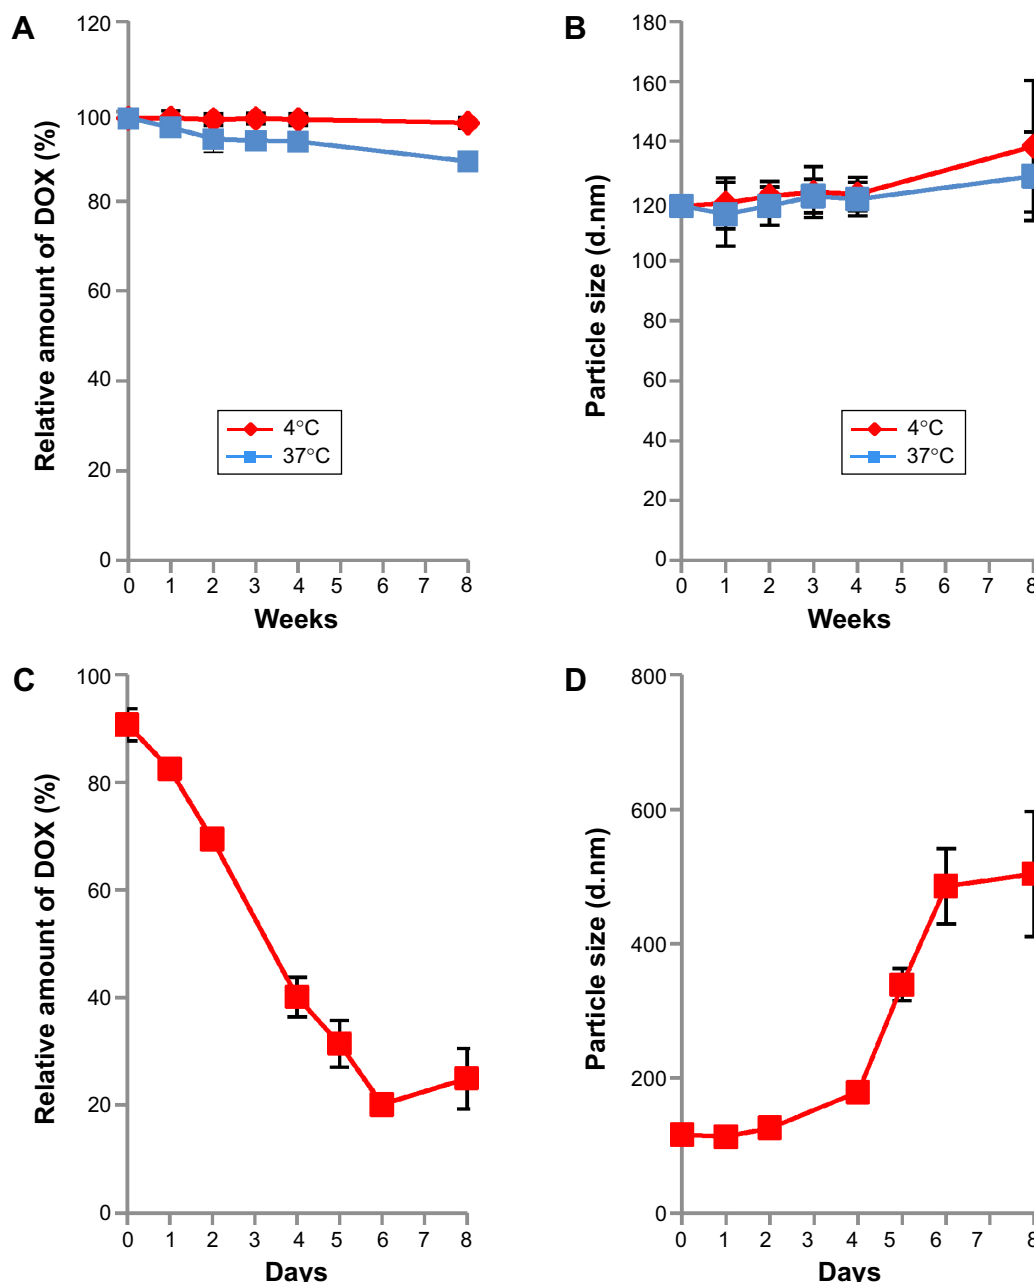 A
Relative amount of DOX (%)
120
100
80
60
40
20
0
4°C
37°C
0 1 2 3 4 5 6 7 8
Weeks
B
Particle size (d.nm)
180
160
140
120
100
80
60
40
20
0
4°C
37°C
0 1 2 3 4 5 6 7 8
Weeks
C
Relative amount of DOX (%)
100
80
60
40
20
0
0 1 2 3 4 5 6 7 8
Days
D
Particle size (d.nm)
800
600
400
200
0
0 1 2 3 4 5 6 7 8
Days